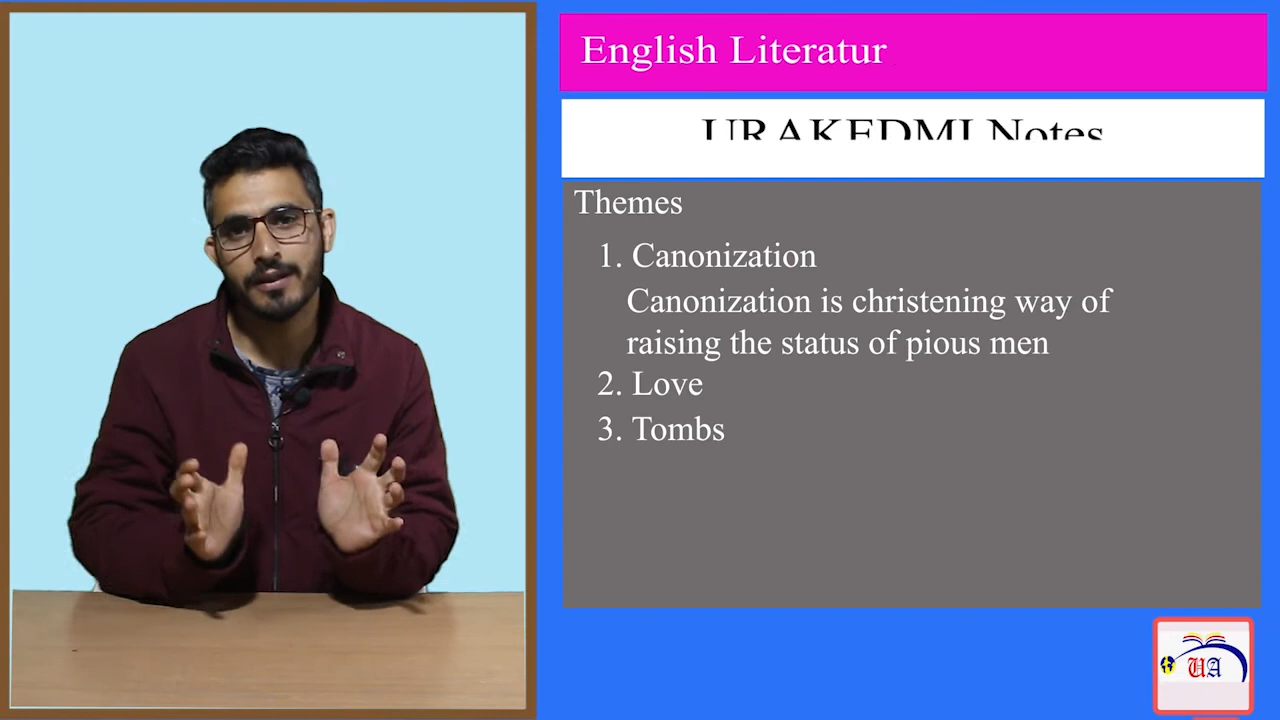 English Literatur
URAKEDMI Notes
Themes
1. Canonization
Canonization is christening way of
raising the status of pious men
2. Love
3. Tombs
UA